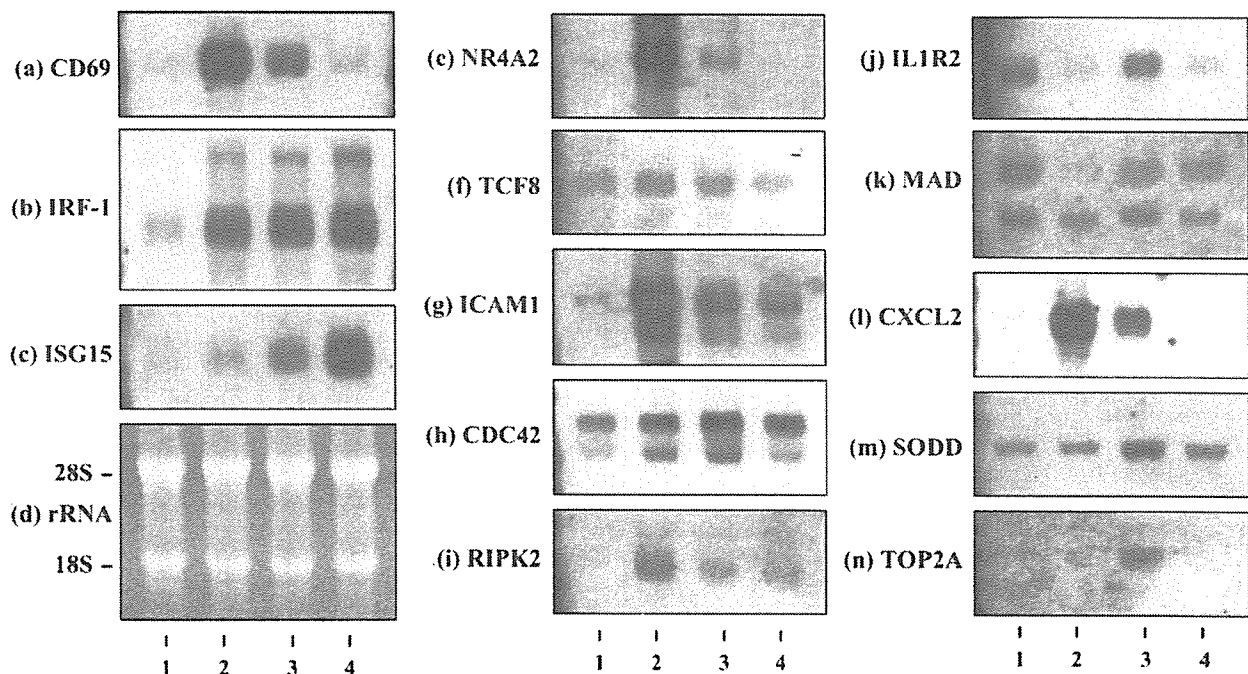 (a) CD69
(b) IRF-1
(c) ISG15
28S –
(d) rRNA
18S –
1 2 3 4
(e) NR4A2
(f) TCF8
(g) ICAM1
(h) CDC42
(i) RIPK2
1 2 3 4
(j) IL1R2
(k) MAD
(l) CXCL2
(m) SODD
(n) TOP2A
1 2 3 4